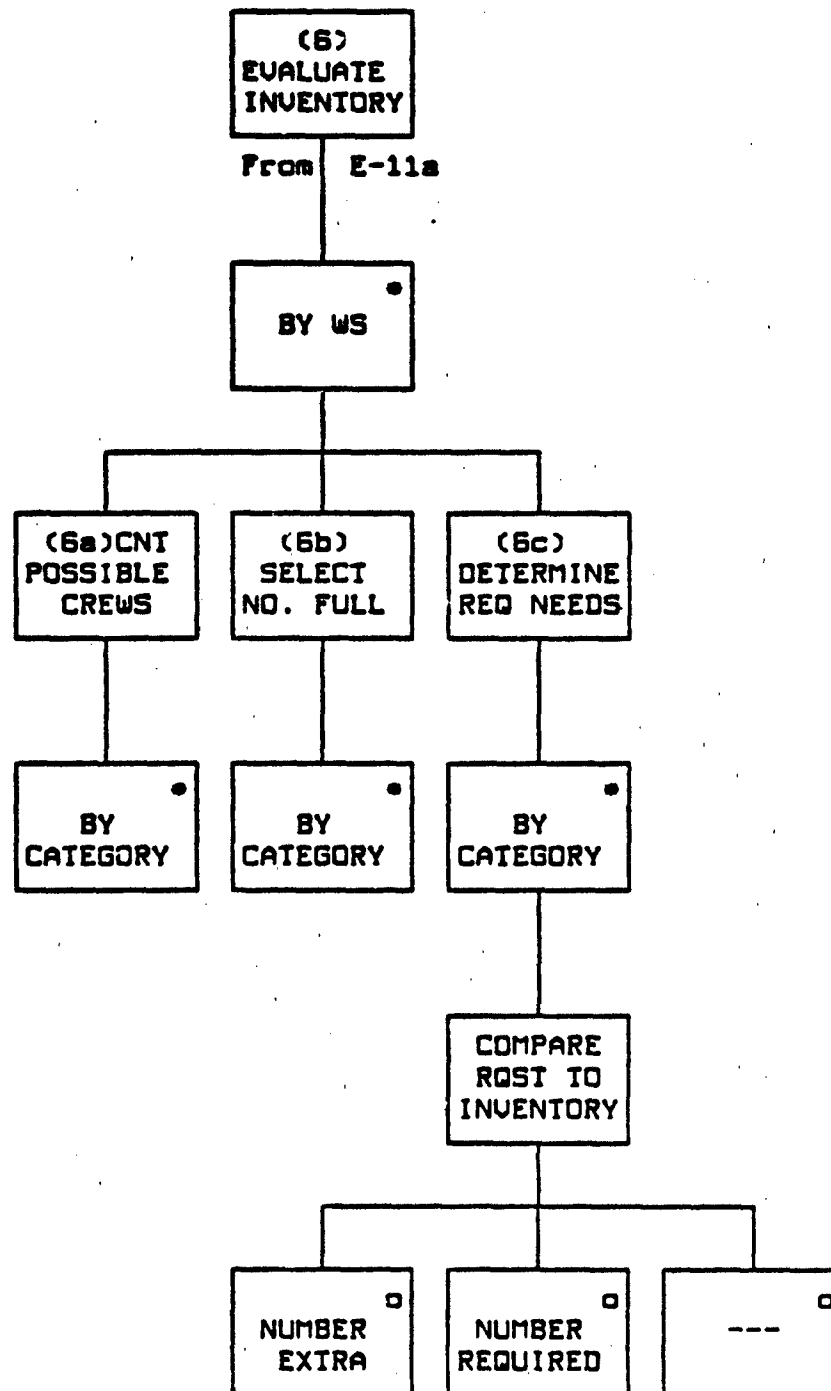 (6)
EVALUATE
INVENTORY
From E-11a
*
BY WS
(6a)CNT
POSSIBLE
CREWS
(6b)
SELECT
NO. FULL
(6c)
DETERMINE
REQ NEEDS
*
BY
CATEGORY
*
BY
CATEGORY
*
BY
CATEGORY
COMPARE
RQST TO
INVENTORY
o
NUMBER
EXTRA
o
NUMBER
REQUIRED
o
---